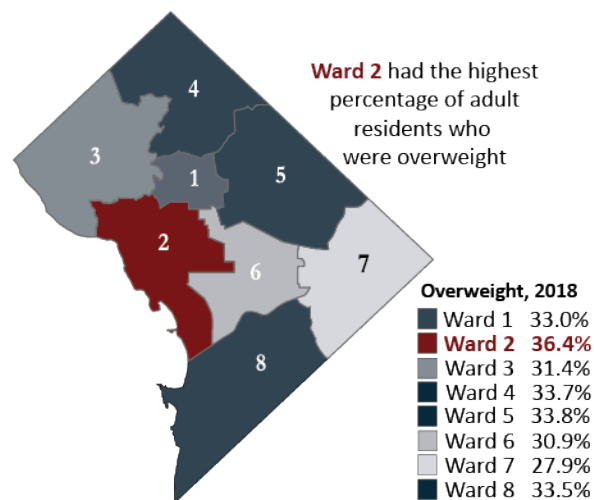 Ward 2 had the highest
percentage of adult
residents who
were overweight
4
3
1
5
2
6
7
8
Overweight, 2018
Ward 1 33.0%
Ward 2 36.4%
Ward 3 31.4%
Ward 4 33.7%
Ward 5 33.8%
Ward 6 30.9%
Ward 7 27.9%
Ward 8 33.5%